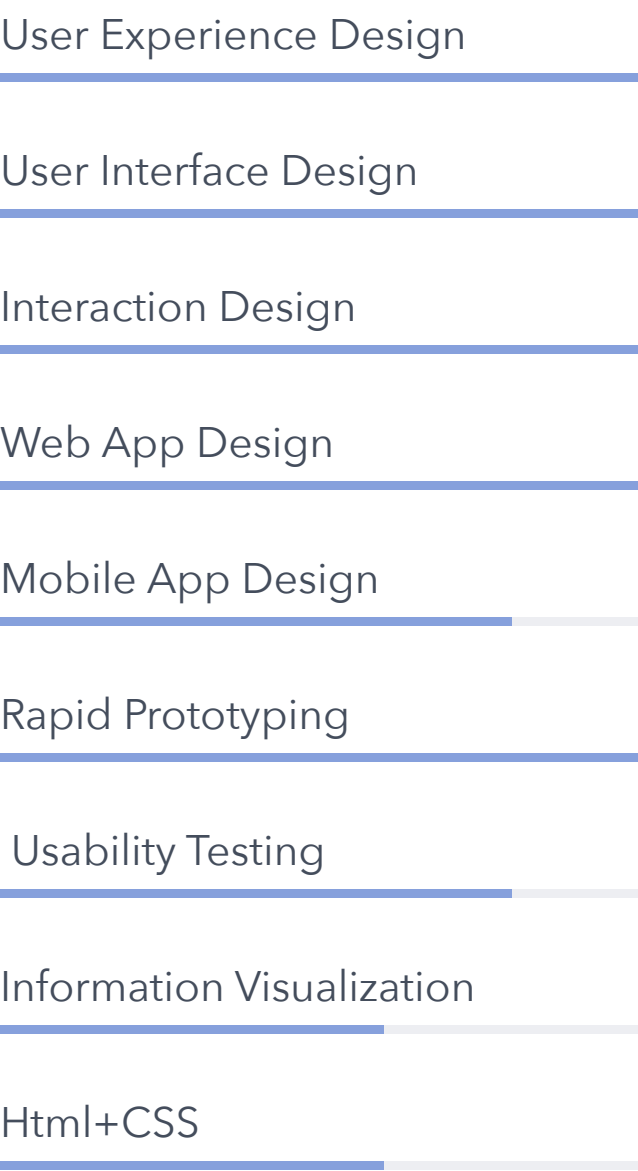 User Experience Design
User Interface Design
Interaction Design
Web App Design
Mobile App Design
Rapid Prototyping
Usability Testing
Information Visualization
Html+CSS